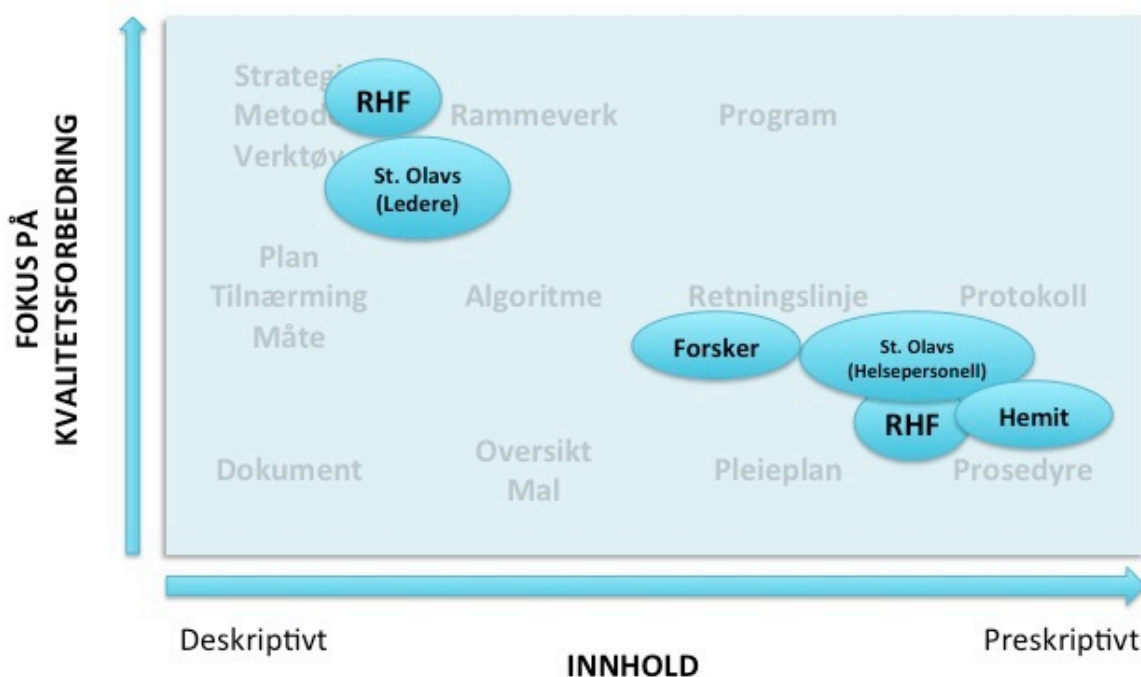 FOKUS PÅ
KVALITETSFORBEDRING
Strategi
Metode
Verktøy
RHF
Rammeverk
Program
St. Olavs
(Ledere)
Plan
Tilnærming
Måte
Algoritme
Retningslinje
Protokoll
Forsker
St. Olavs
(Helsepersonell)
RHF
Hemit
Dokument
Oversikt
Mal
Pleieplan
Prosedyre
Deskriptivt
Preskriptivt
INNHOLD